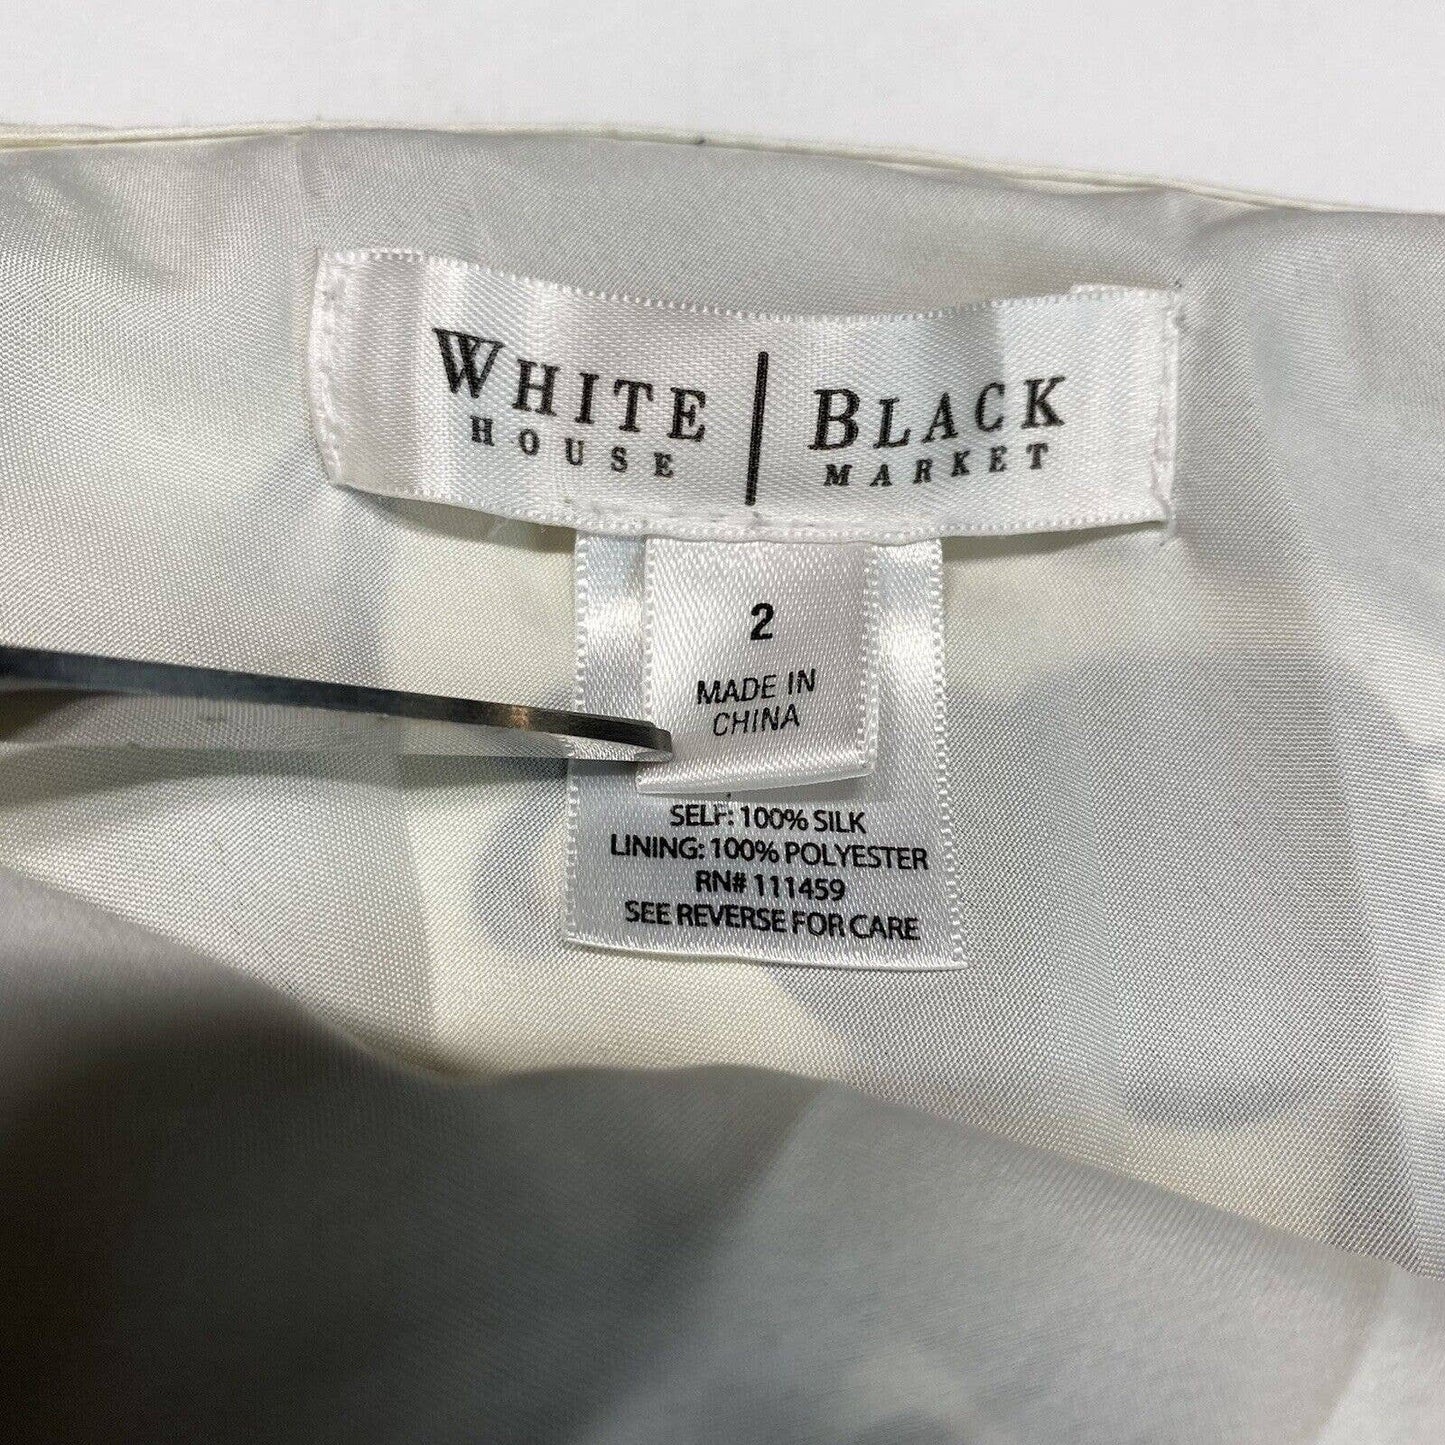 WHITE | BLACK
HOUSE MARKET
2
MADE IN
CHINA
SELF: 100% SILK
LINING: 100% POLYESTER
RN# 111459
SEE REVERSE FOR CARE